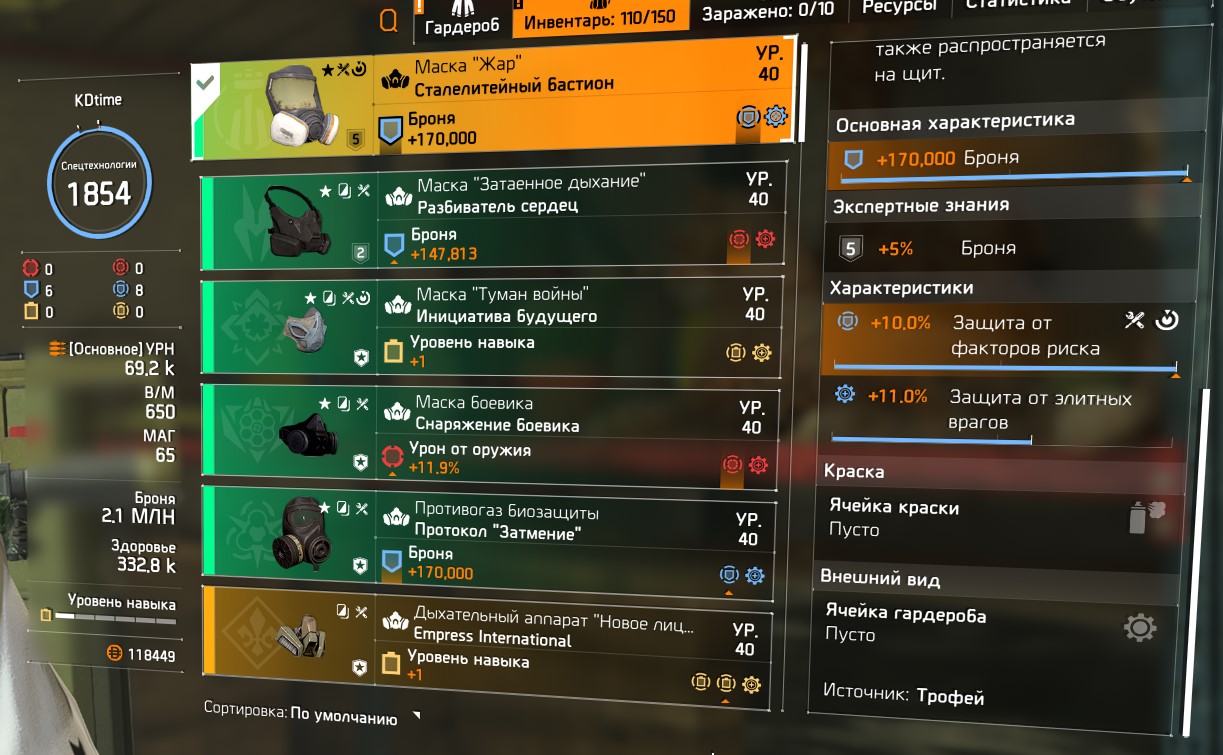 Q
Гардероб
Инвентарь: 110/150
Заражено: 0/10
Ресурсы
Статистика
KDtime
Спецтехнологии
1854
0
0
6
8
0
0
[Основное] УРН
69.2 k
В/М
650
МАГ
65
Броня
2.1 МЛН
Здоровье
332.8 k
Уровень навыка
118449
Маска "Жар"
Сталелитейный бастион
УР.
40
5
Броня
+170,000
Маска "Затаенное дыхание"
Разбиватель сердец
УР.
40
2
Броня
+147,813
Маска "Туман войны"
Инициатива будущего
УР.
40
Уровень навыка
+1
Маска боевика
Снаряжение боевика
УР.
40
Урон от оружия
+11.9%
Противогаз биозащиты
Протокол "Затмение"
УР.
40
Броня
+170,000
Дыхательный аппарат "Новое лиц...
Empress International
УР.
40
Уровень навыка
+1
Сортировка: По умолчанию
также распространяется
на щит.
Основная характеристика
+170,000 Броня
Экспертные знания
5 +5% Броня
Характеристики
+10.0% Защита от
факторов риска
+11.0% Защита от элитных
врагов
Краска
Ячейка краски
Пусто
Внешний вид
Ячейка гардероба
Пусто
Источник: Трофей